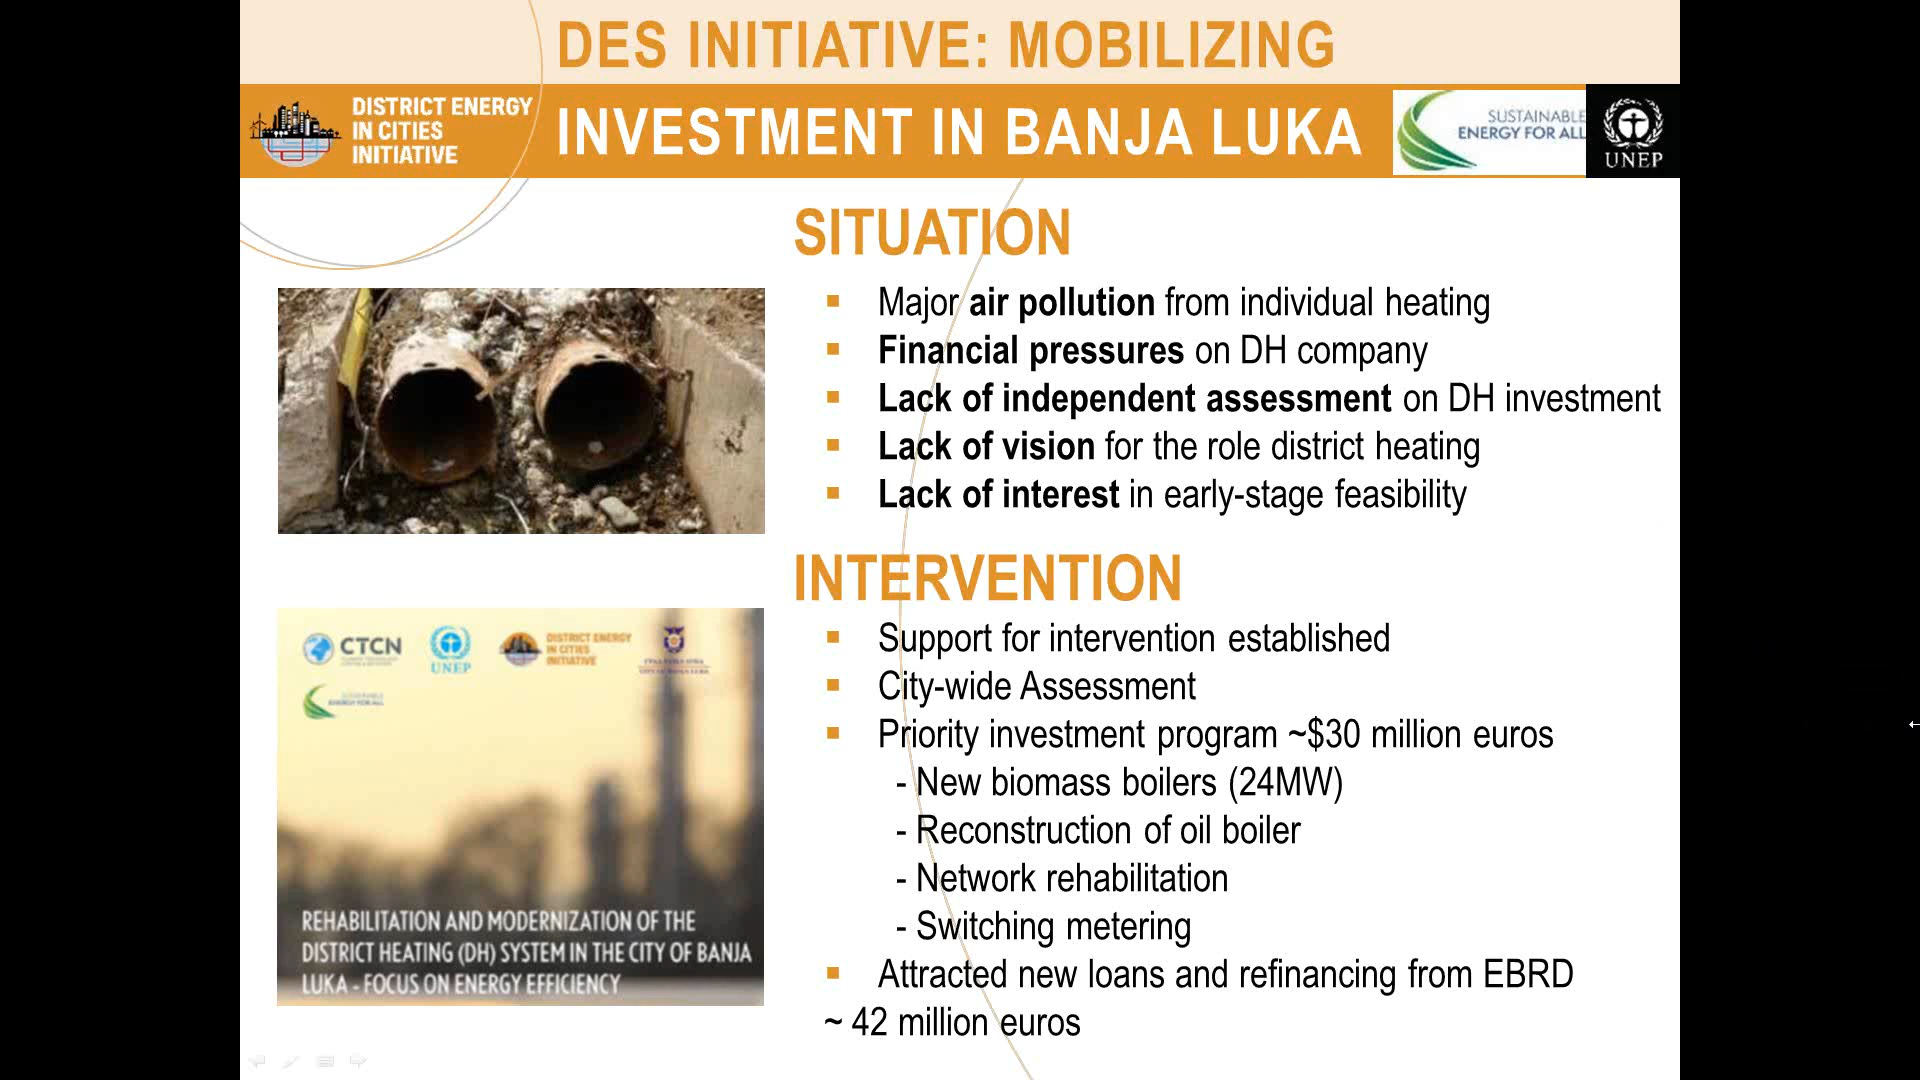 DES INITIATIVE: MOBILIZING
INVESTMENT IN BANJA LUKA
DISTRICT ENERGY
IN CITIES
INITIATIVE
SUSTAINABLE
ENERGY FOR ALL
UNEP
SITUATION
▪ Major air pollution from individual heating
▪ Financial pressures on DH company
▪ Lack of independent assessment on DH investment
▪ Lack of vision for the role district heating
▪ Lack of interest in early-stage feasibility
INTERVENTION
▪ Support for intervention established
▪ City-wide Assessment
▪ Priority investment program ~$30 million euros
- New biomass boilers (24MW)
- Reconstruction of oil boiler
- Network rehabilitation
- Switching metering
▪ Attracted new loans and refinancing from EBRD
~ 42 million euros
CTCN
UNEP
DISTRICT ENERGY
IN CITIES
INITIATIVE
SUSTAINABLE
ENERGY FOR ALL
REHABILITATION AND MODERNIZATION OF THE
DISTRICT HEATING (DH) SYSTEM IN THE CITY OF BANJA
LUKA - FOCUS ON ENERGY EFFICIENCY